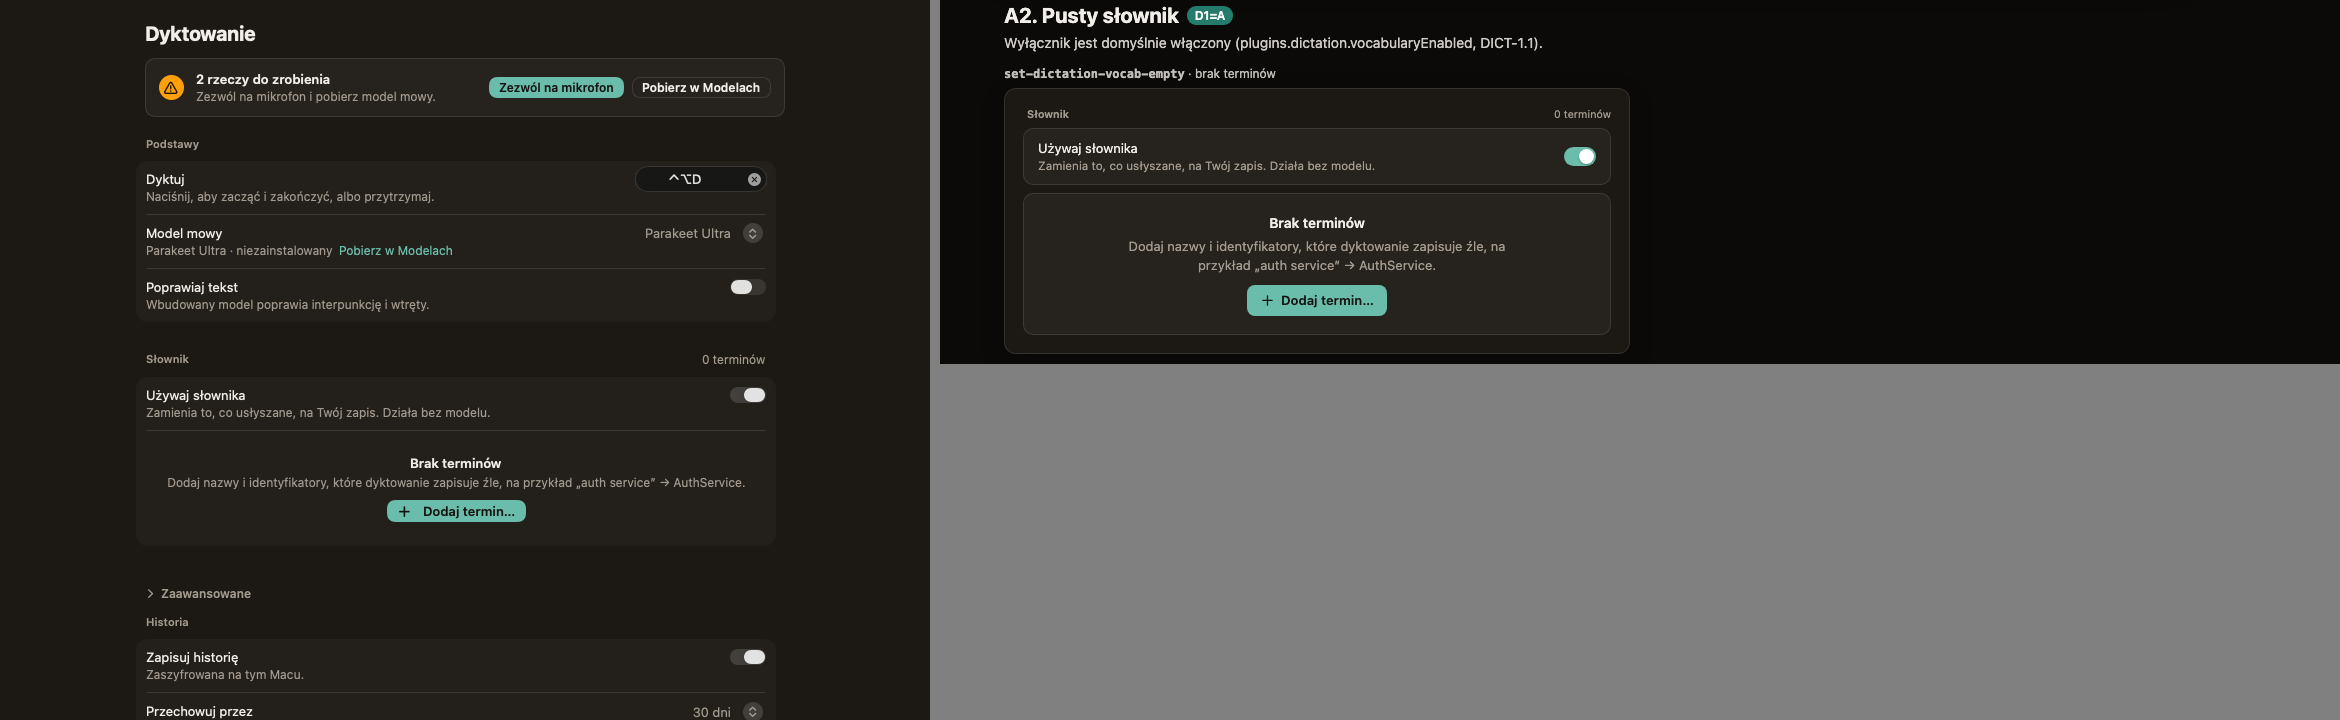 Dyktowanie
2 rzeczy do zrobienia
Zezwól na mikrofon i pobierz model mowy.
Zezwól na mikrofon
Pobierz w Modelach
Podstawy
Dyktuj
Naciśnij, aby zacząć i zakończyć, albo przytrzymaj.
^⌥D
Model mowy
Parakeet Ultra · niezainstalowany Pobierz w Modelach
Parakeet Ultra
Poprawiaj tekst
Wbudowany model poprawia interpunkcję i wtręty.
Słownik
0 terminów
Używaj słownika
Zamienia to, co usłyszane, na Twój zapis. Działa bez modelu.
Brak terminów
Dodaj nazwy i identyfikatory, które dyktowanie zapisuje źle, na przykład „auth service” → AuthService.
+ Dodaj termin...
Zaawansowane
Historia
Zapisuj historię
Zaszyfrowana na tym Macu.
Przechowuj przez
30 dni
A2. Pusty słownik D1=A
Wyłącznik jest domyślnie włączony (plugins.dictation.vocabularyEnabled, DICT-1.1).
set-dictation-vocab-empty · brak terminów
Słownik
0 terminów
Używaj słownika
Zamienia to, co usłyszane, na Twój zapis. Działa bez modelu.
Brak terminów
Dodaj nazwy i identyfikatory, które dyktowanie zapisuje źle, na
przykład „auth service” → AuthService.
+ Dodaj termin...